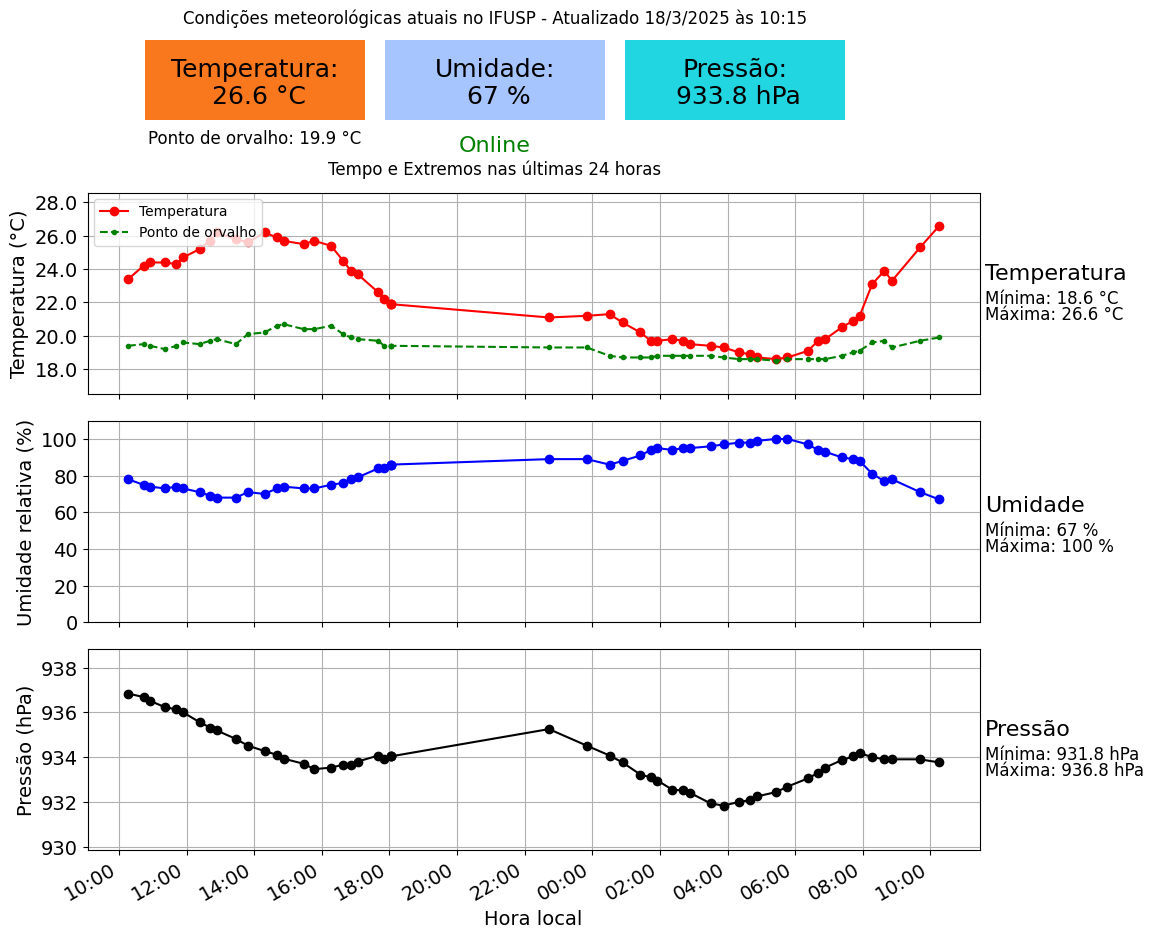 Condições meteorológicas atuais no IFUSP - Atualizado 18/3/2025 às 10:15
Temperatura:
26.6 °C
Umidade:
67 %
Pressão:
933.8 hPa
Ponto de orvalho: 19.9 °C
Online
Tempo e Extremos nas últimas 24 horas
Temperatura (°C)
28.0
26.0
24.0
22.0
20.0
18.0
Temperatura
Ponto de orvalho
Temperatura
Mínima: 18.6 °C
Máxima: 26.6 °C
Umidade relativa (%)
100
80
60
40
20
0
Umidade
Mínima: 67 %
Máxima: 100 %
Pressão (hPa)
938
936
934
932
930
Pressão
Mínima: 931.8 hPa
Máxima: 936.8 hPa
10:00 12:00 14:00 16:00 18:00 20:00 22:00 00:00 02:00 04:00 06:00 08:00 10:00
Hora local